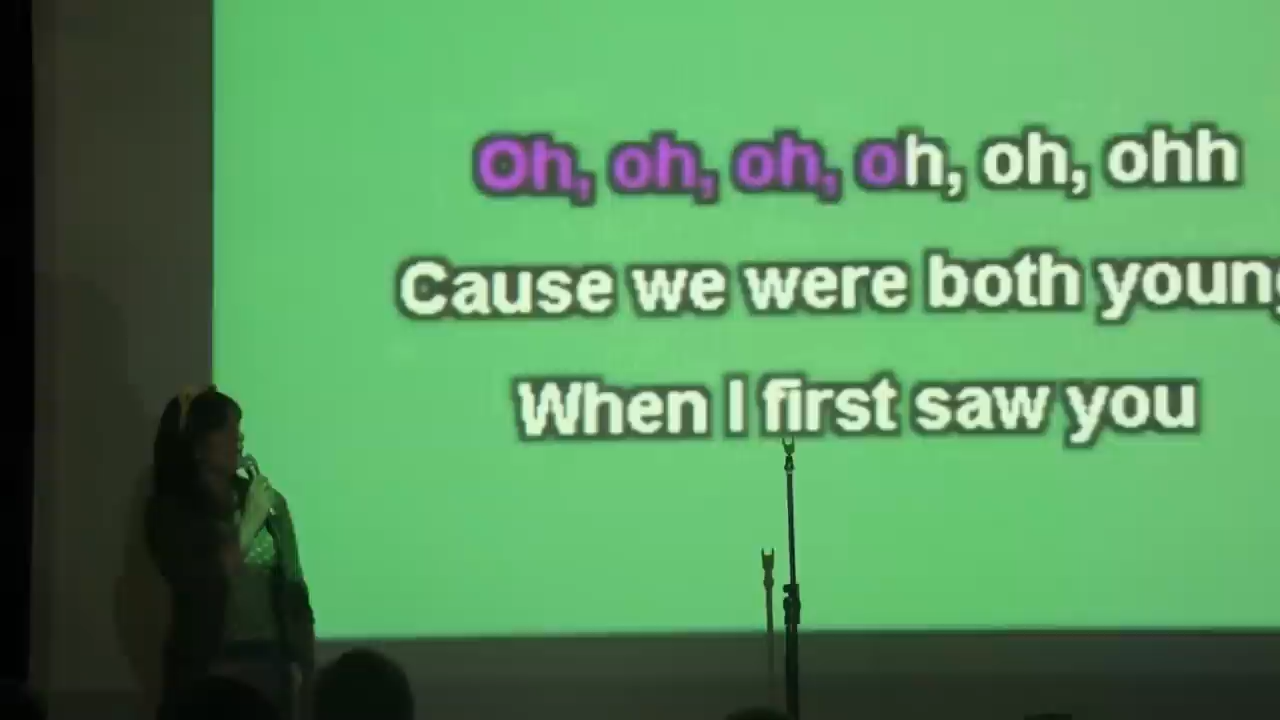 Oh, oh, oh, oh, oh, ohh
Cause we were both young
When I first saw you